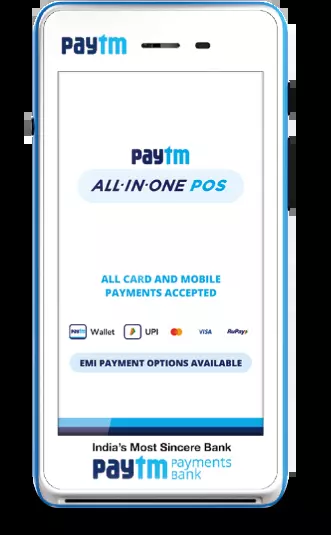 paytm
paytm
ALL·IN·ONE POS
ALL CARD AND MOBILE
PAYMENTS ACCEPTED
paytm Wallet UPI VISA RuPay
EMI PAYMENT OPTIONS AVAILABLE
India's Most Sincere Bank
paytm Payments
Bank